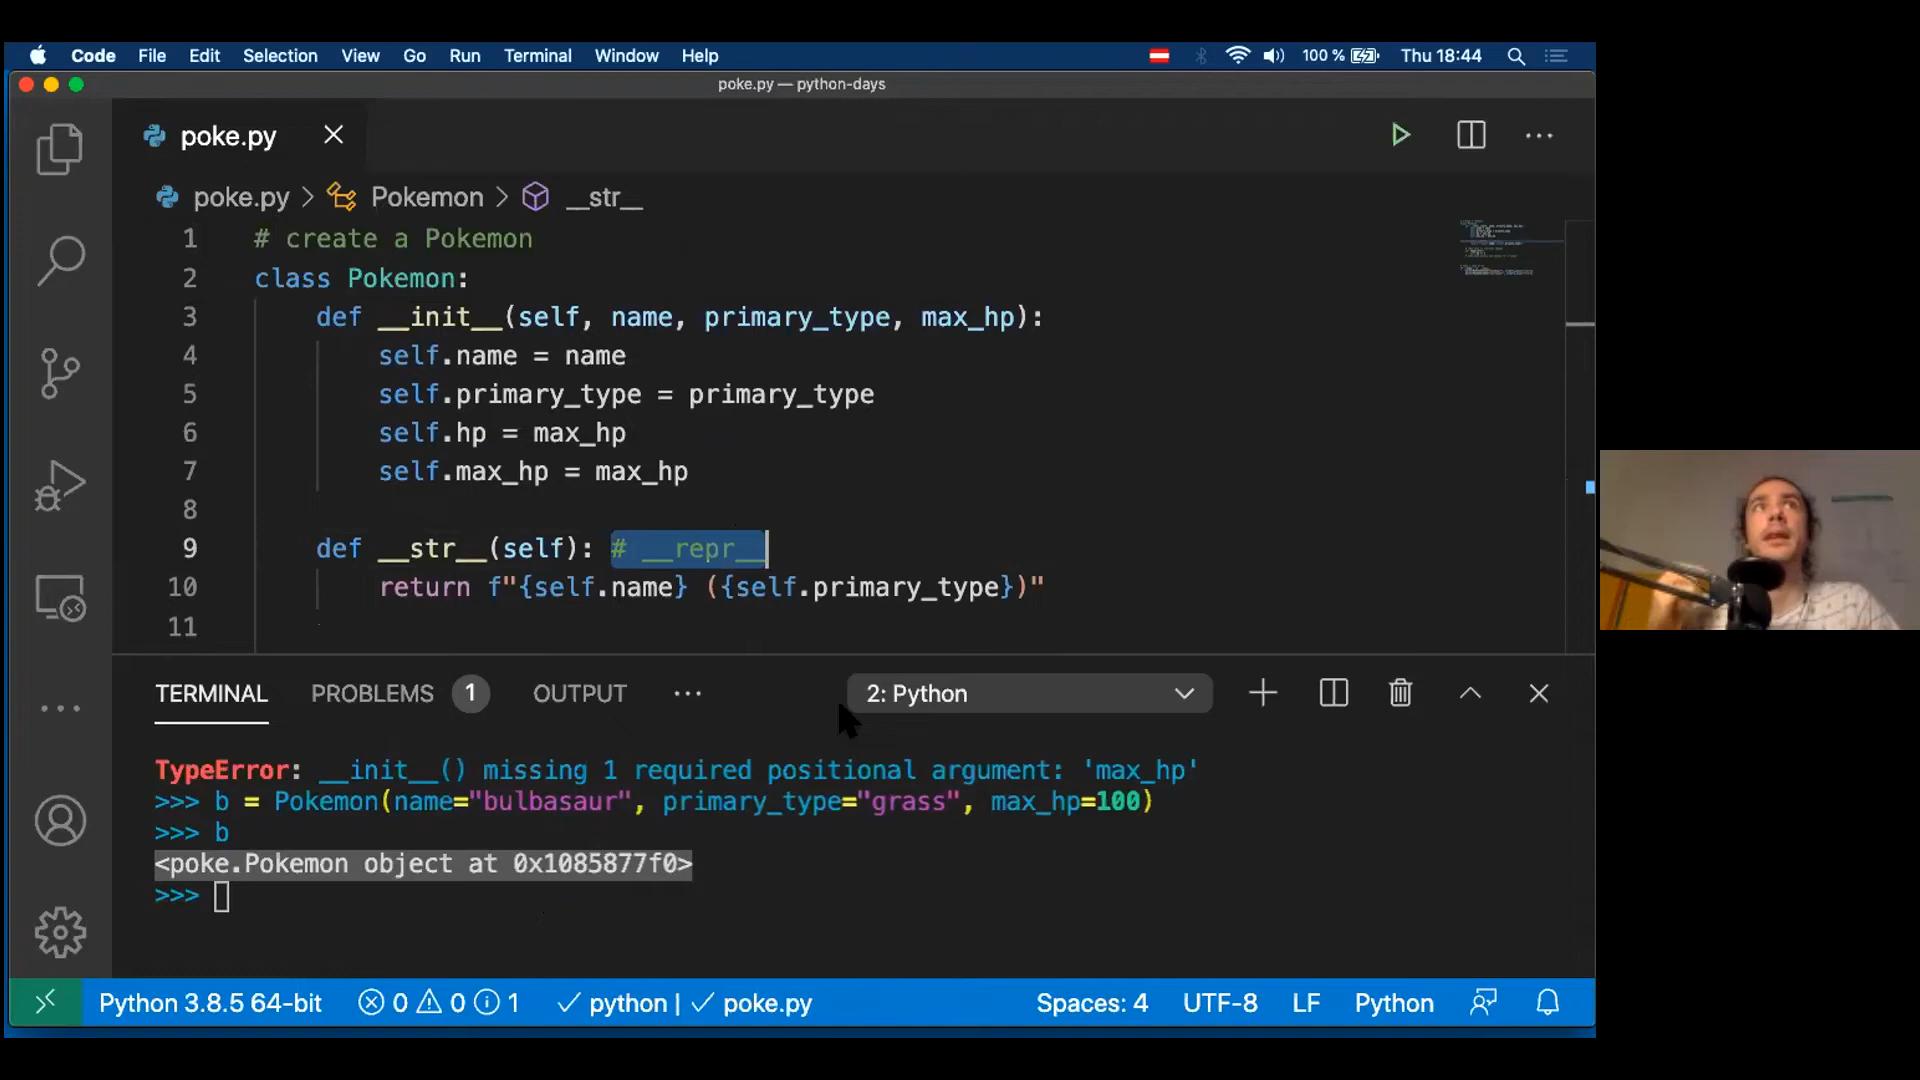 Code File Edit Selection View Go Run Terminal Window Help 100 % Thu 18:44
poke.py — python-days
poke.py
poke.py > Pokemon > __str__
1 # create a Pokemon
2 class Pokemon:
3 def __init__(self, name, primary_type, max_hp):
4 self.name = name
5 self.primary_type = primary_type
6 self.hp = max_hp
7 self.max_hp = max_hp
8
9 def __str__(self): # __repr__
10 return f"{self.name} ({self.primary_type})"
11
TERMINAL PROBLEMS 1 OUTPUT ··· 2: Python
TypeError: __init__() missing 1 required positional argument: 'max_hp'
>>> b = Pokemon(name="bulbasaur", primary_type="grass", max_hp=100)
>>> b
<poke.Pokemon object at 0x1085877f0>
>>>
Python 3.8.5 64-bit 0 0 1 python | poke.py Spaces: 4 UTF-8 LF Python